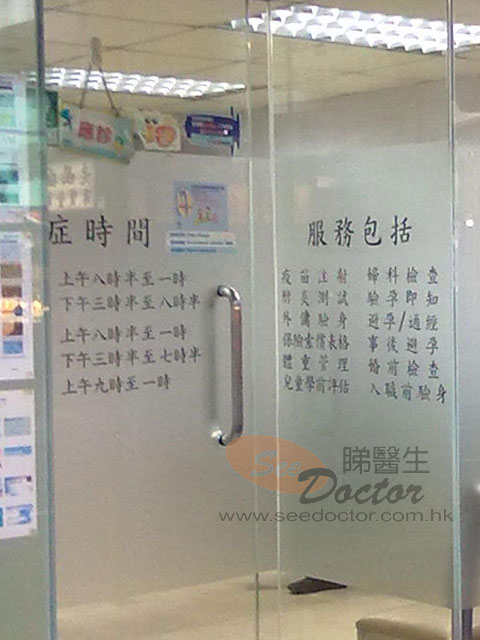 應診
症時間
上午八時半至一時
下午三時半至八時半
上午八時半至一時
下午三時半至七時半
上午九時至一時
服務包括
疫苗注射 婦科檢查
肝炎測試 驗孕即知
外傭驗身 避孕/通經
保險索償表格 事後避孕
體重管理 婚前檢查
兒童學前評估 入職前驗身
See Doctor 睇醫生
www.seedoctor.com.hk